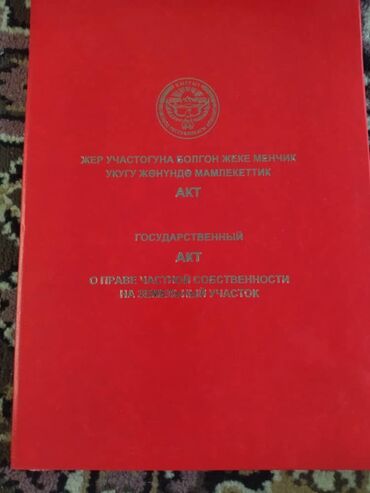 ЖЕР УЧАСТОГУНА БОЛГОН ЖЕКЕ МЕНЧИК
УКУГУ ЖӨНҮНДӨ МАМЛЕКЕТТИК
АКТ
ГОСУДАРСТВЕННЫЙ
АКТ
О ПРАВЕ ЧАСТНОЙ СОБСТВЕННОСТИ
НА ЗЕМЕЛЬНЫЙ УЧАСТОК